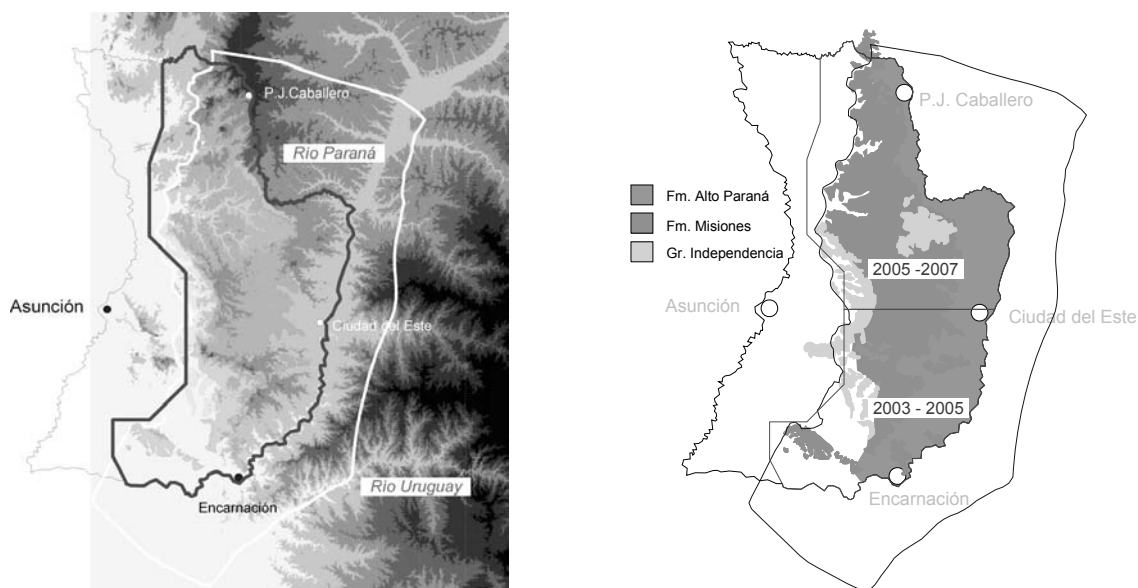 P.J.Caballero
Rio Paraná
Asunción
Ciudad del Este
Rio Uruguay
Encarnación
P.J. Caballero
Fm. Alto Paraná
Fm. Misiones
Gr. Independencia
2005 -2007
Asunción
Ciudad del Este
2003 - 2005
Encarnación